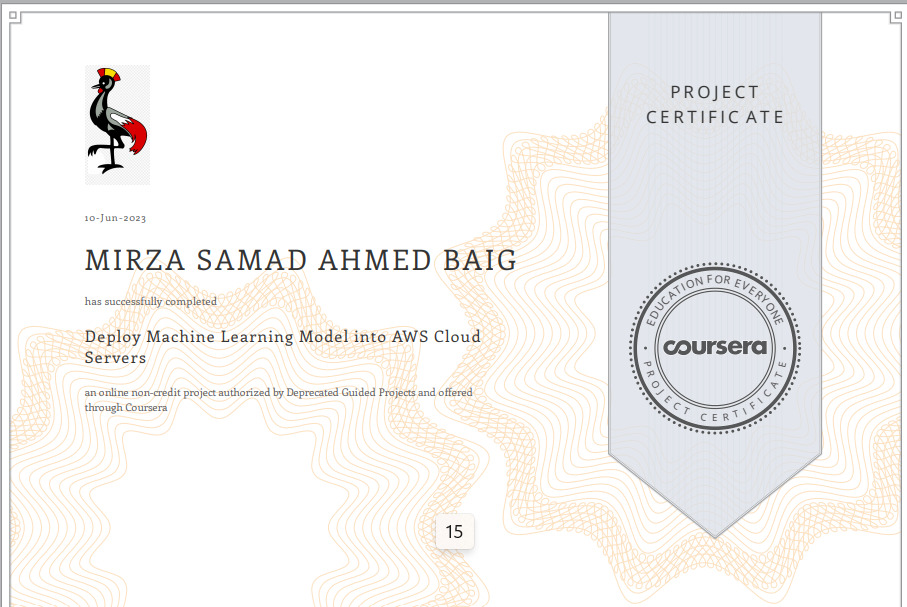 PROJECT
CERTIFICATE
10-Jun-2023
MIRZA SAMAD AHMED BAIG
has successfully completed
Deploy Machine Learning Model into AWS Cloud
Servers
an online non-credit project authorized by Deprecated Guided Projects and offered
through Coursera
EDUCATION FOR EVERYONE
coursera
PROJECT CERTIFICATE
15